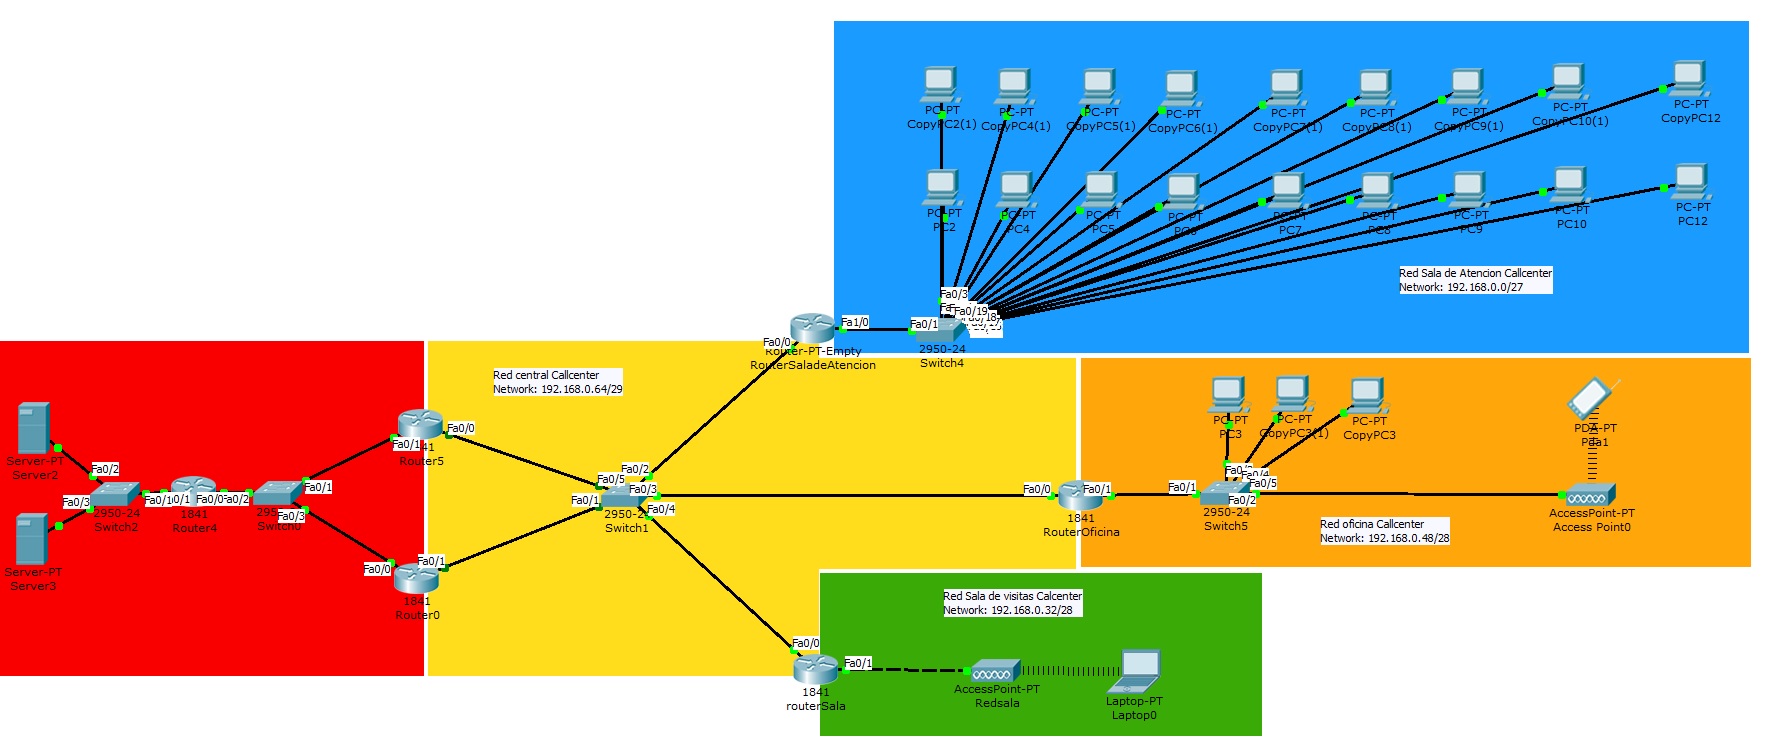 PC-PT
CopyPC2(1)
PC-PT
CopyPC4(1)
PC-PT
CopyPC5(1)
PC-PT
CopyPC6(1)
PC-PT
CopyPC7(1)
PC-PT
CopyPC8(1)
PC-PT
CopyPC9(1)
PC-PT
CopyPC10(1)
PC-PT
CopyPC12
PC-PT
PC2
PC-PT
PC4
PC-PT
PC5
PC-PT
PC6
PC-PT
PC7
PC-PT
PC8
PC-PT
PC9
PC-PT
PC10
PC-PT
PC12
Red Sala de Atencion Callcenter
Network: 192.168.0.0/27
Fa0/3
Fa0/19
Fa1/0
Fa0/1
2950-24
Switch4
Fa0/0
Router-PT-Empty
RouterSaladeAtencion
Red central Callcenter
Network: 192.168.0.64/29
Server-PT
Server2
Server-PT
Server3
Fa0/2
Fa0/3
2950-24
Switch2
Fa0/1
0/1
1841
Router4
Fa0/0
Fa0/2
Switch0
Fa0/1
Fa0/3
Fa0/1
Fa0/0
41
Router5
Fa0/0
Fa0/1
1841
Router0
Fa0/5
Fa0/2
Fa0/1
Fa0/3
Fa0/4
Switch1
Fa0/0
Fa0/1
1841
RouterOficina
PC-PT
PC3
PC-PT
CopyPC3(1)
PC-PT
CopyPC3
Fa0/1
Fa0/5
Fa0/2
2950-24
Switch5
PDA-PT
Pda1
AccessPoint-PT
Access Point0
Red oficina Callcenter
Network: 192.168.0.48/28
Red Sala de visitas Calcenter
Network: 192.168.0.32/28
Fa0/0
Fa0/1
1841
routerSala
AccessPoint-PT
Redsala
Laptop-PT
Laptop0